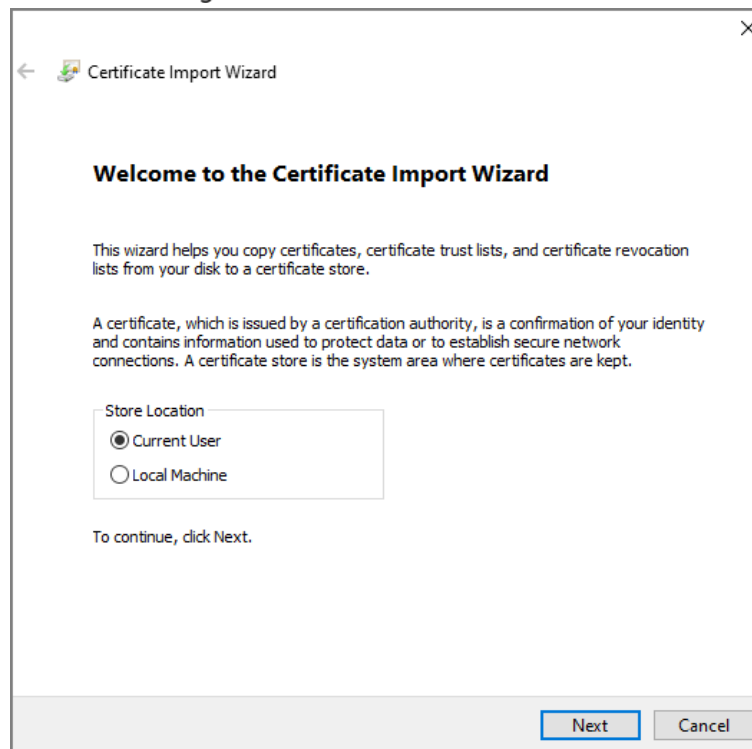 Certificate Import Wizard
Welcome to the Certificate Import Wizard
This wizard helps you copy certificates, certificate trust lists, and certificate revocation
lists from your disk to a certificate store.
A certificate, which is issued by a certification authority, is a confirmation of your identity
and contains information used to protect data or to establish secure network
connections. A certificate store is the system area where certificates are kept.
Store Location
Current User
Local Machine
To continue, click Next.
Next
Cancel